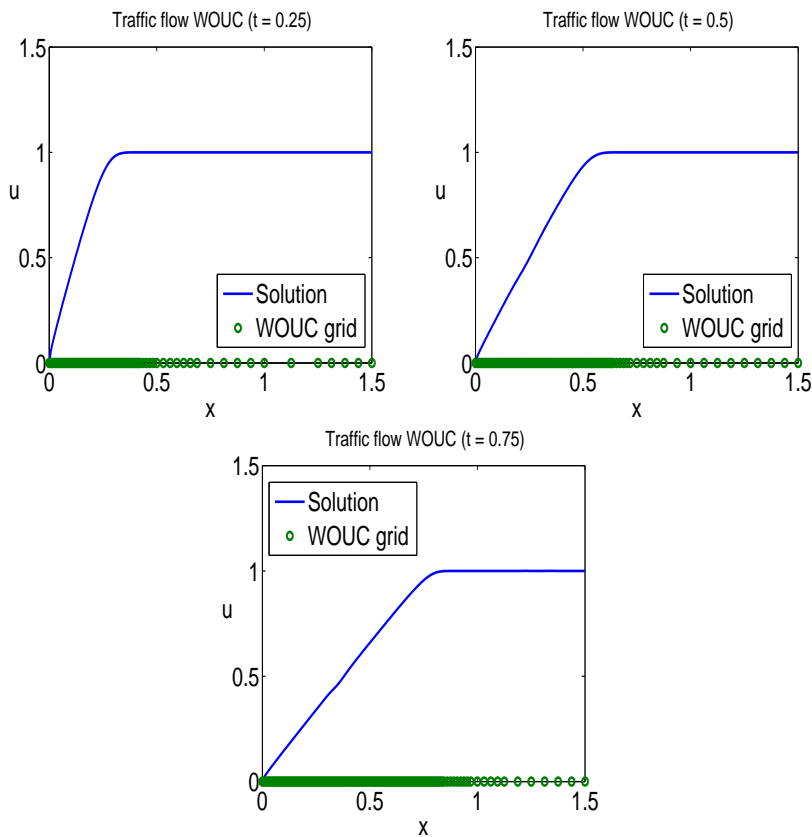 Traffic flow WOUC (t = 0.25)
1.5
1
u
0.5
0
Solution
WOUC grid
0 0.5 1 1.5
x
Traffic flow WOUC (t = 0.5)
1.5
1
u
0.5
0
Solution
WOUC grid
0 0.5 1 1.5
x
Traffic flow WOUC (t = 0.75)
1.5
Solution
WOUC grid
1
u
0.5
0
0 0.5 1 1.5
x